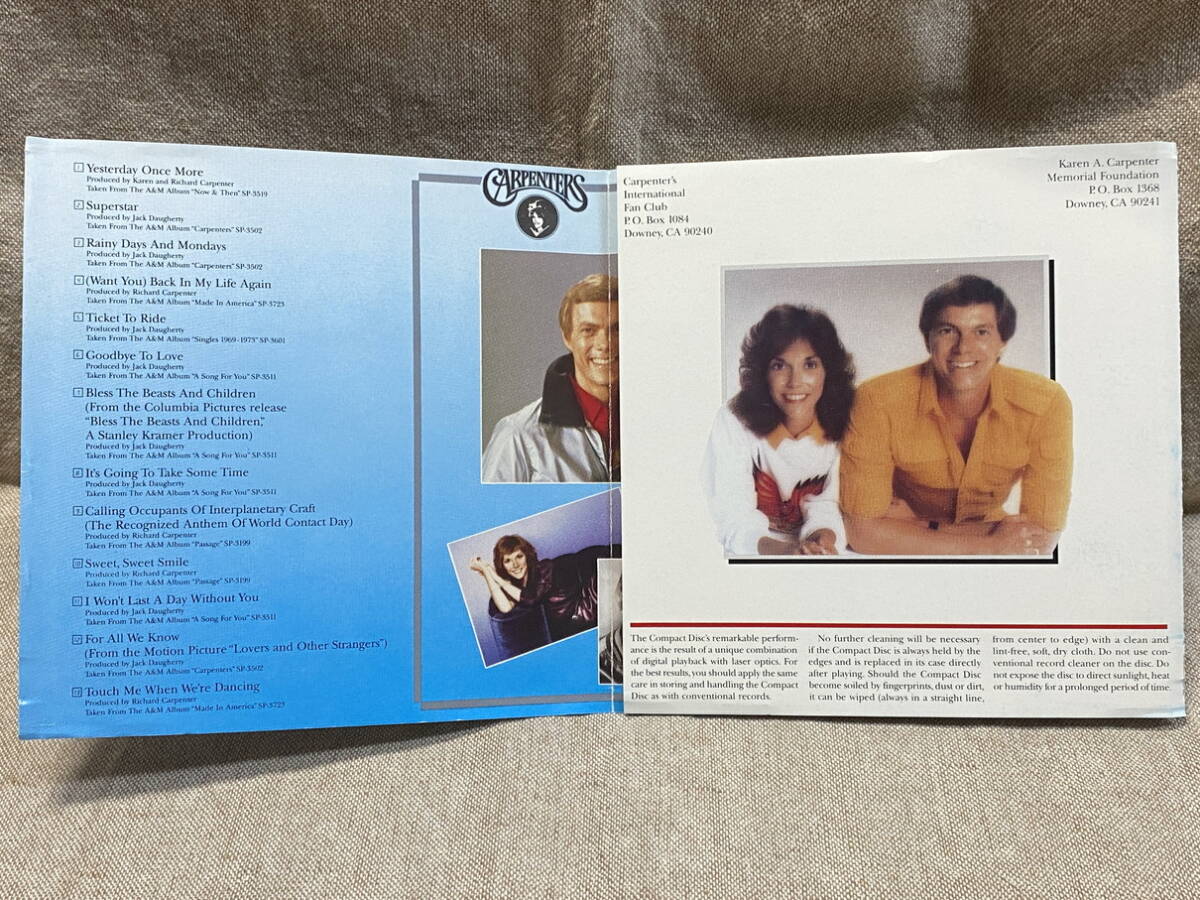 1 Yesterday Once More
Produced by Karen and Richard Carpenter
Taken From The A&M Album "Now & Then" SP-3519
2 Superstar
Produced by Jack Daugherty
Taken From The A&M Album "Carpenters" SP-3502
3 Rainy Days And Mondays
Produced by Jack Daugherty
Taken From The A&M Album "Carpenters" SP-3502
4 (Want You) Back In My Life Again
Produced by Richard Carpenter
Taken From The A&M Album "Made In America" SP-3723
5 Ticket To Ride
Produced by Jack Daugherty
Taken From The A&M Album "Singles 1969-1973" SP-3601
6 Goodbye To Love
Produced by Jack Daugherty
Taken From The A&M Album "A Song For You" SP-3511
7 Bless The Beasts And Children
(From the Columbia Pictures release
"Bless The Beasts And Children,"
A Stanley Kramer Production)
Produced by Jack Daugherty
Taken From The A&M Album "A Song For You" SP-3511
8 It's Going To Take Some Time
Produced by Jack Daugherty
Taken From The A&M Album "A Song For You" SP-3511
9 Calling Occupants Of Interplanetary Craft
(The Recognized Anthem Of World Contact Day)
Produced by Richard Carpenter
Taken From The A&M Album "Passage" SP-3199
10 Sweet, Sweet Smile
Produced by Richard Carpenter
Taken From The A&M Album "Passage" SP-3199
11 I Won't Last A Day Without You
Produced by Jack Daugherty
Taken From The A&M Album "A Song For You" SP-3511
12 For All We Know
(From the Motion Picture "Lovers and Other Strangers")
Produced by Jack Daugherty
Taken From The A&M Album "Carpenters" SP-3502
13 Touch Me When We're Dancing
Produced by Richard Carpenter
Taken From The A&M Album "Made In America" SP-3723
CARPENTERS
Carpenter's
International
Fan Club
P.O. Box 1084
Downey, CA 90240
Karen A. Carpenter
Memorial Foundation
P.O. Box 1368
Downey, CA 90241
The Compact Disc's remarkable perform-
ance is the result of a unique combination
of digital playback with laser optics. For
the best results, you should apply the same
care in storing and handling the Compact
Disc as with conventional records.
No further cleaning will be necessary
if the Compact Disc is always held by the
edges and is replaced in its case directly
after playing. Should the Compact Disc
become soiled by fingerprints, dust or dirt,
it can be wiped (always in a straight line,
from center to edge) with a clean and
lint-free, soft, dry cloth. Do not use con-
ventional record cleaner on the disc. Do
not expose the disc to direct sunlight, heat
or humidity for a prolonged period of time.